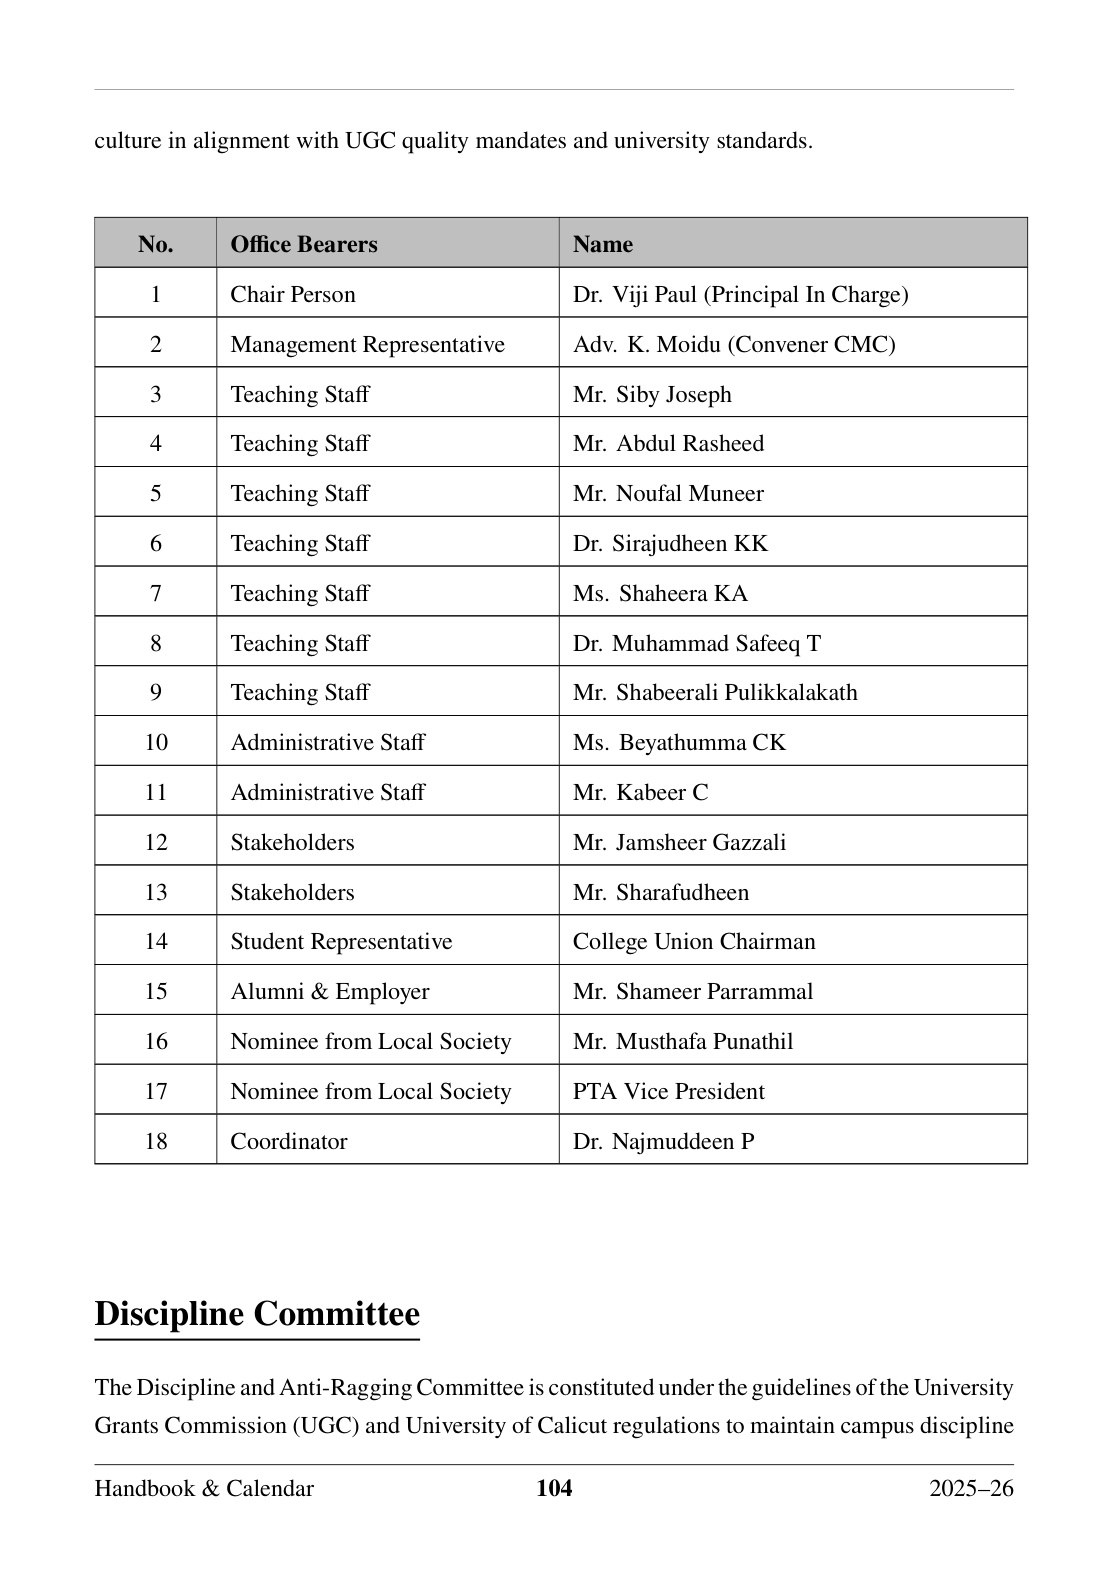 culture in alignment with UGC quality mandates and university standards.
No. Office Bearers Name
1 Chair Person Dr. Viji Paul (Principal In Charge)
2 Management Representative Adv. K. Moidu (Convener CMC)
3 Teaching Staff Mr. Siby Joseph
4 Teaching Staff Mr. Abdul Rasheed
5 Teaching Staff Mr. Noufal Muneer
6 Teaching Staff Dr. Sirajudheen KK
7 Teaching Staff Ms. Shaheera KA
8 Teaching Staff Dr. Muhammad Safeeq T
9 Teaching Staff Mr. Shabeerali Pulikkalakath
10 Administrative Staff Ms. Beyathumma CK
11 Administrative Staff Mr. Kabeer C
12 Stakeholders Mr. Jamsheer Gazzali
13 Stakeholders Mr. Sharafudheen
14 Student Representative College Union Chairman
15 Alumni & Employer Mr. Shameer Parrammal
16 Nominee from Local Society Mr. Musthafa Punathil
17 Nominee from Local Society PTA Vice President
18 Coordinator Dr. Najmuddeen P
Discipline Committee
The Discipline and Anti-Ragging Committee is constituted under the guidelines of the University
Grants Commission (UGC) and University of Calicut regulations to maintain campus discipline
Handbook & Calendar 104 2025–26